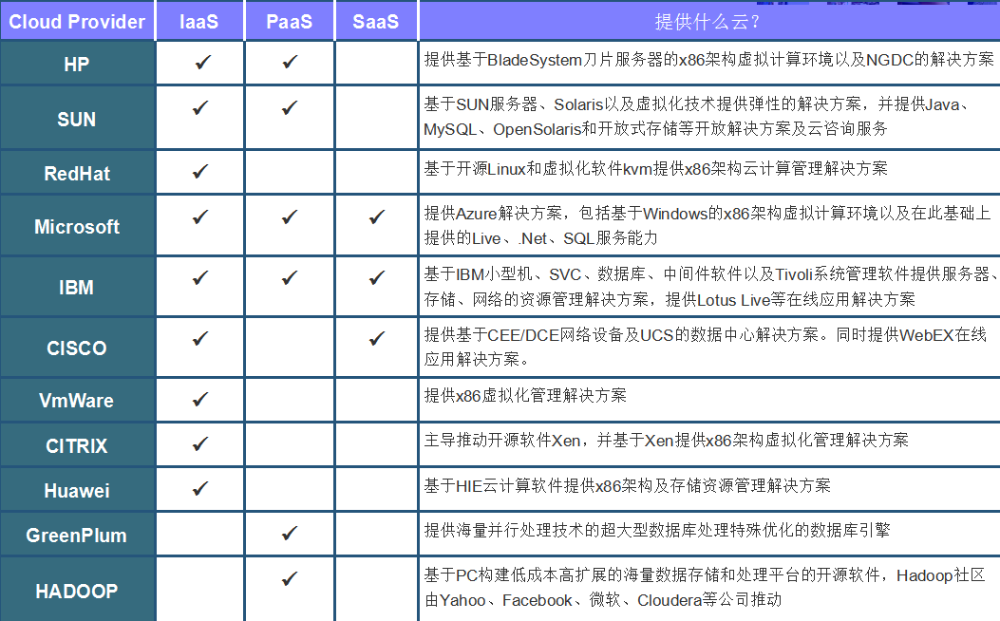 Cloud Provider IaaS PaaS SaaS 提供什么云?
HP ✓ ✓ 提供基于BladeSystem刀片服务器的x86架构虚拟计算环境以及NGDC的解决方案
SUN ✓ ✓ 基于SUN服务器、Solaris以及虚拟化技术提供弹性的解决方案，并提供Java、
MySQL、OpenSolaris和开放式存储等开放解决方案及云咨询服务
RedHat ✓ 基于开源Linux和虚拟化软件kvm提供x86架构云计算管理解决方案
Microsoft ✓ ✓ ✓ 提供Azure解决方案，包括基于Windows的x86架构虚拟计算环境以及在此基础上
提供的Live、.Net、SQL服务能力
IBM ✓ ✓ ✓ 基于IBM小型机、SVC、数据库、中间件软件以及Tivoli系统管理软件提供服务器、
存储、网络的资源管理解决方案，提供Lotus Live等在线应用解决方案
CISCO ✓ ✓ 提供基于CEE/DCE网络设备及UCS的数据中心解决方案。同时提供WebEX在线
应用解决方案。
VmWare ✓ 提供x86虚拟化管理解决方案
CITRIX ✓ 主导推动开源软件Xen，并基于Xen提供x86架构虚拟化管理解决方案
Huawei ✓ 基于HIE云计算软件提供x86架构及存储资源管理解决方案
GreenPlum ✓ 提供海量并行处理技术的超大型数据库处理特殊优化的数据库引擎
HADOOP ✓ 基于PC构建低成本高扩展的海量数据存储和处理平台的开源软件，Hadoop社区
由Yahoo、Facebook、微软、Cloudera等公司推动